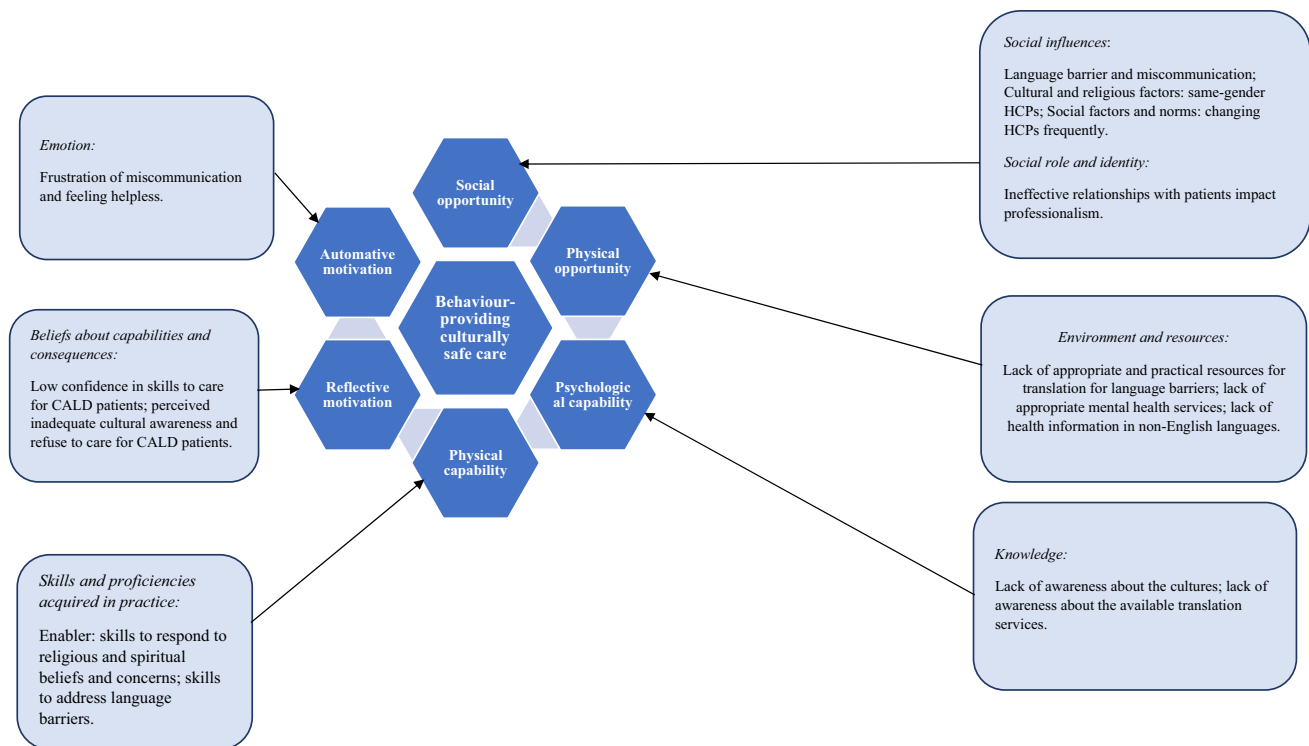 Social influences:
Language barrier and miscommunication;
Cultural and religious factors: same-gender
HCPs; Social factors and norms: changing
HCPs frequently.
Social role and identity:
Ineffective relationships with patients impact
professionalism.
Emotion:
Frustration of miscommunication
and feeling helpless.
Social
opportunity
Automative
motivation
Physical
opportunity
Behaviour-
providing
culturally
safe care
Beliefs about capabilities and
consequences:
Low confidence in skills to care
for CALD patients; perceived
inadequate cultural awareness and
refuse to care for CALD patients.
Reflective
motivation
Psychologic
al capability
Physical
capability
Environment and resources:
Lack of appropriate and practical resources for
translation for language barriers; lack of
appropriate mental health services; lack of
health information in non-English languages.
Skills and proficiencies
acquired in practice:
Enabler: skills to respond to
religious and spiritual
beliefs and concerns; skills
to address language
barriers.
Knowledge:
Lack of awareness about the cultures; lack of
awareness about the available translation
services.